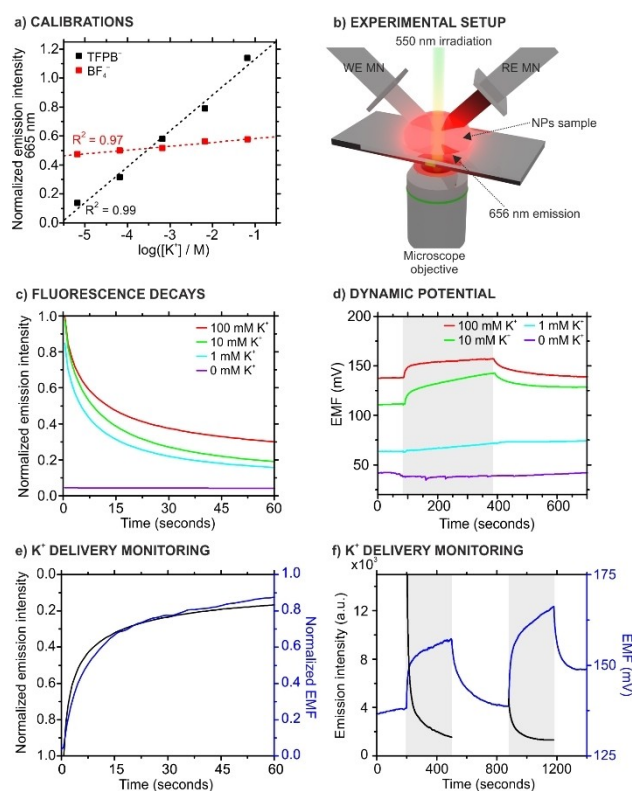 a) CALIBRATIONS
TFPB⁻
BF₄⁻
R² = 0.97
R² = 0.99
Normalized emission intensity
665 nm
1.2
1.0
0.8
0.6
0.4
0.2
0.0
-5 -4 -3 -2 -1
log([K⁺] / M)
b) EXPERIMENTAL SETUP
550 nm irradiation
WE MN
RE MN
NPs sample
656 nm emission
Microscope
objective
c) FLUORESCENCE DECAYS
100 mM K⁺
10 mM K⁺
1 mM K⁺
0 mM K⁺
Normalized emission intensity
1.0
0.8
0.6
0.4
0.2
0.0
0 15 30 45 60
Time (seconds)
d) DYNAMIC POTENTIAL
200
100 mM K⁺ 1 mM K⁺
10 mM K⁺ 0 mM K⁺
EMF (mV)
150
100
50
0 200 400 600
Time (seconds)
e) K⁺ DELIVERY MONITORING
Normalized emission intensity
0.0
0.2
0.4
0.6
0.8
1.0
1.0
0.8
0.6
0.4
0.2
0.0
Normalized EMF
0 15 30 45 60
Time (seconds)
f) K⁺ DELIVERY MONITORING
x10³
Emission intensity (a.u.)
12
8
4
0
175
150
125
EMF
(mV)
0 400 800 1200
Time (seconds)